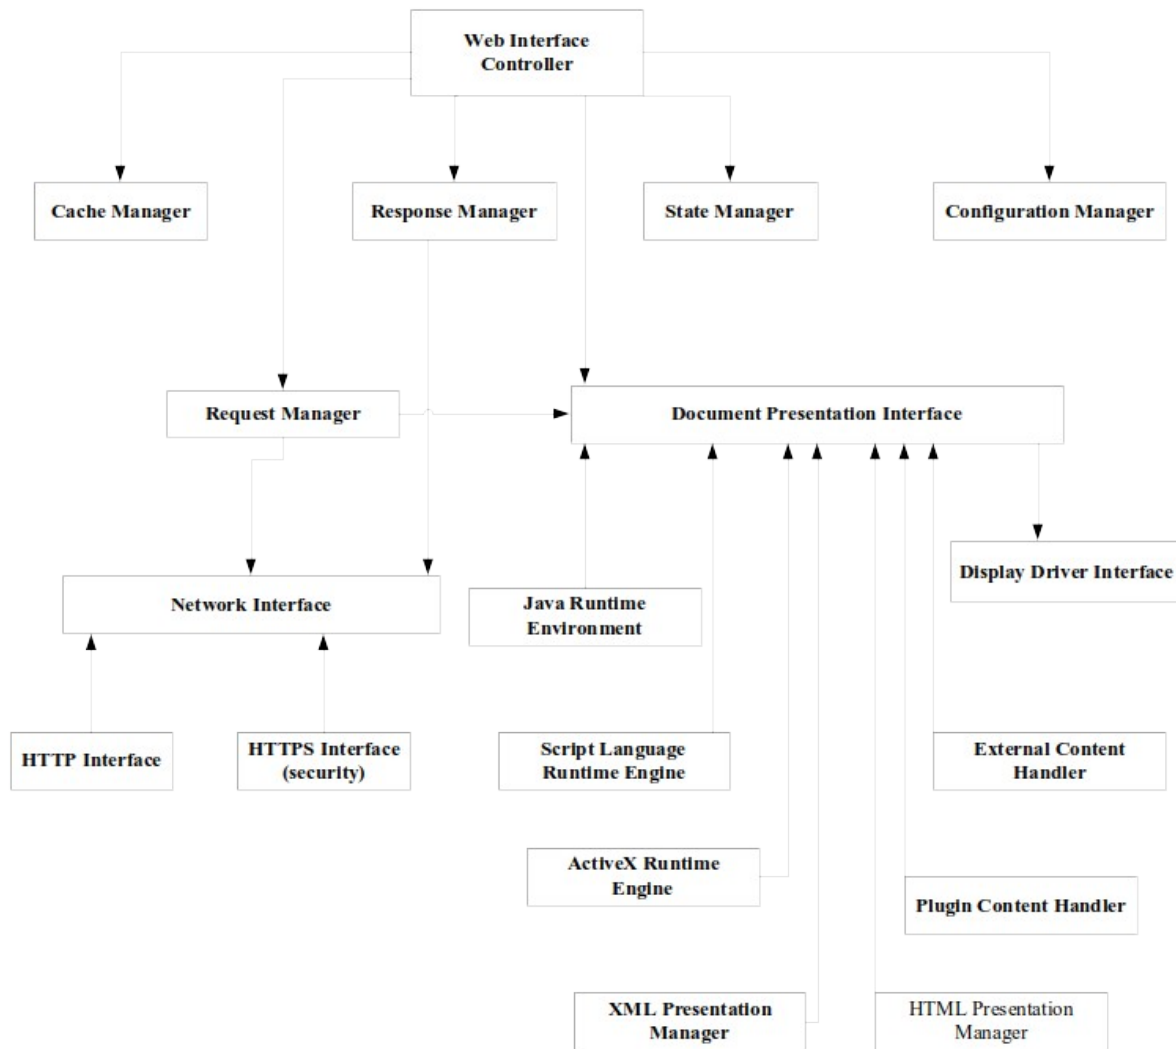 Web Interface
Controller
Cache Manager
Response Manager
State Manager
Configuration Manager
Request Manager
Document Presentation Interface
Display Driver Interface
Network Interface
Java Runtime
Environment
HTTP Interface
HTTPS Interface
(security)
Script Language
Runtime Engine
External Content
Handler
ActiveX Runtime
Engine
Plugin Content Handler
XML Presentation
Manager
HTML Presentation
Manager